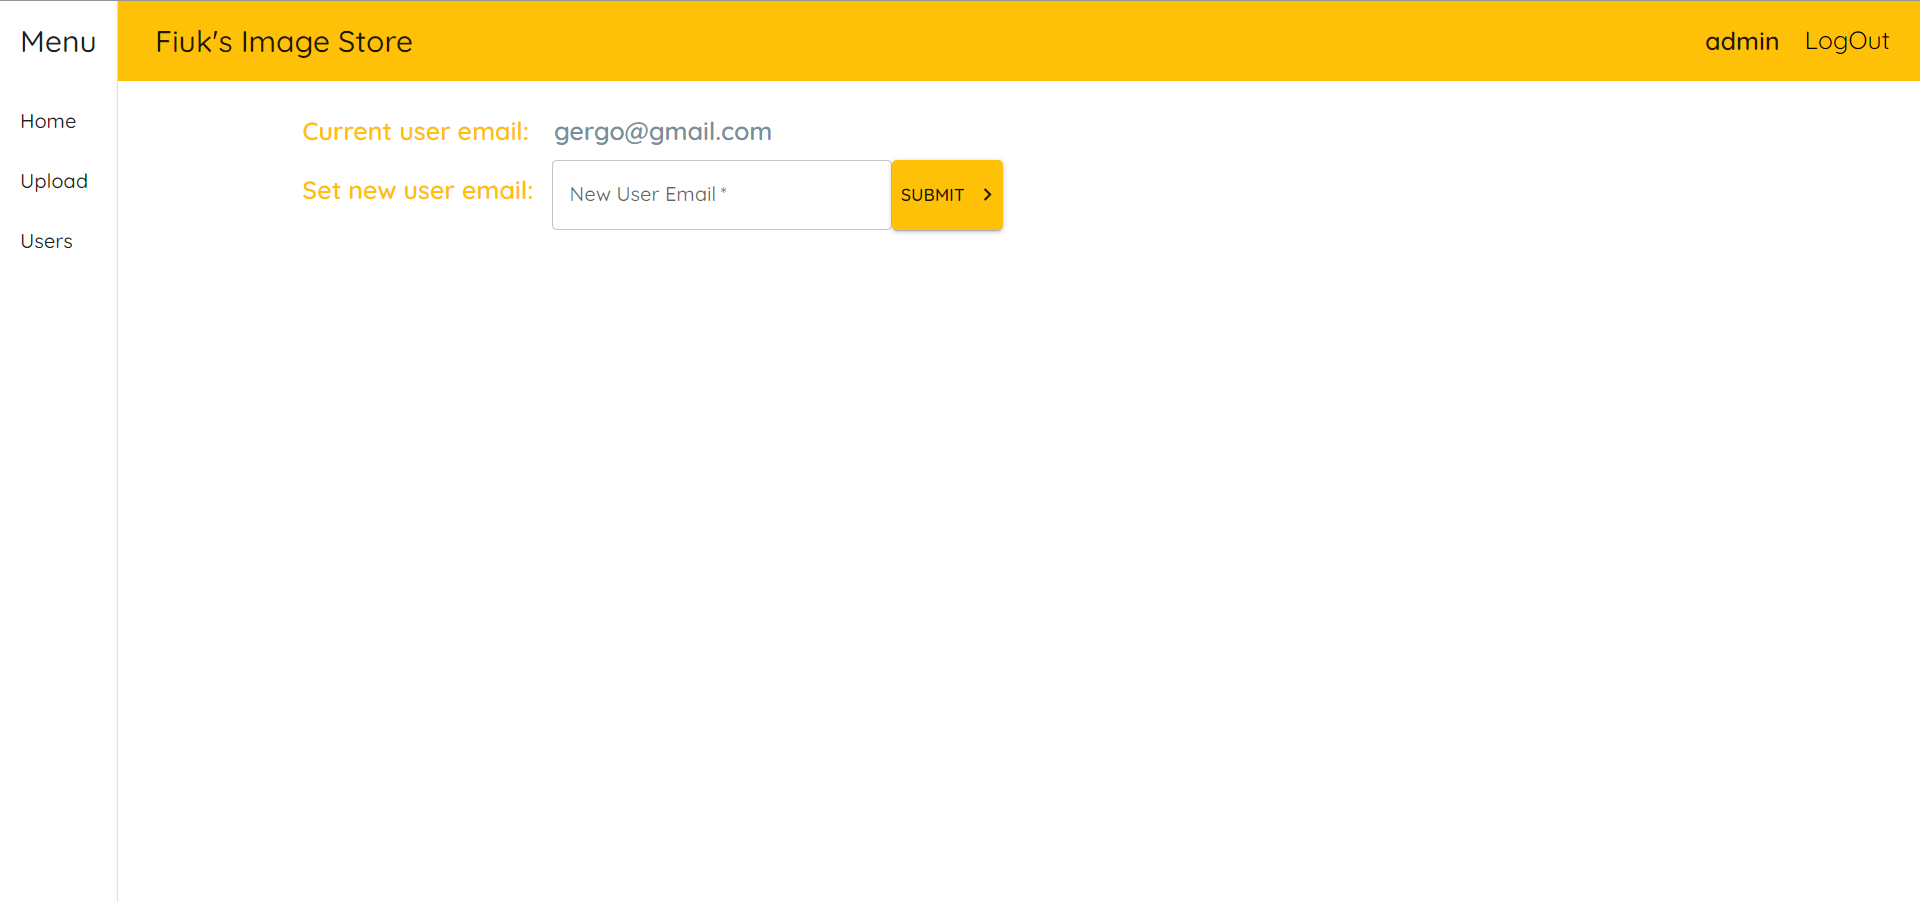 Menu
Fiuk's Image Store
admin
LogOut
Home
Upload
Users
Current user email: gergo@gmail.com
Set new user email: New User Email * SUBMIT